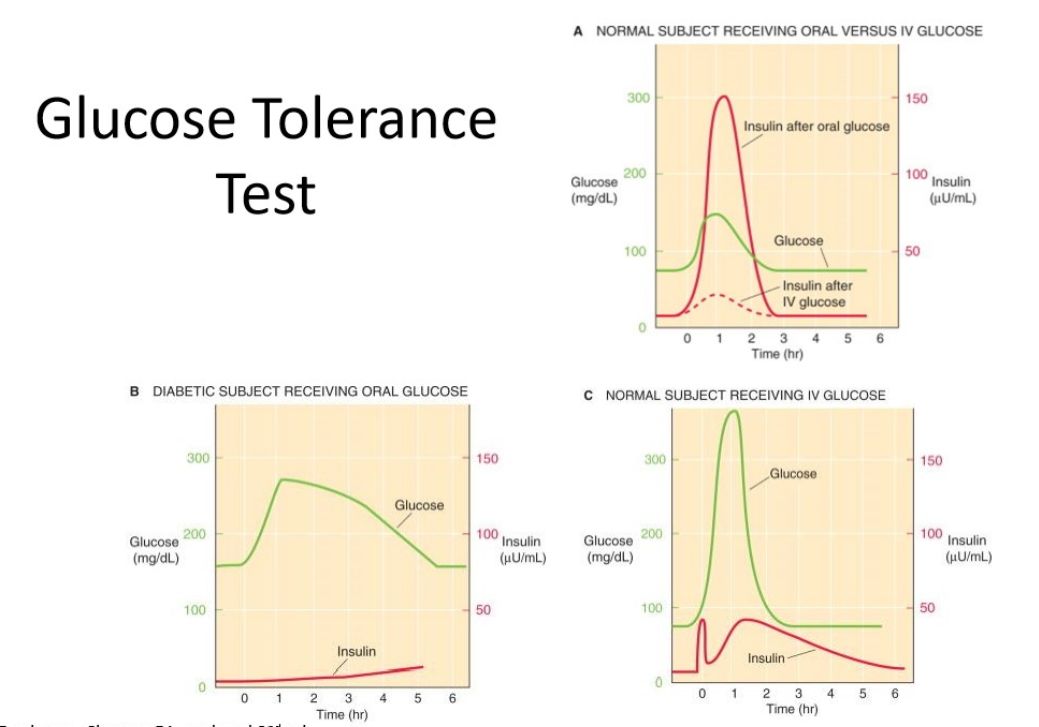 Glucose Tolerance
Test
A NORMAL SUBJECT RECEIVING ORAL VERSUS IV GLUCOSE
300
200
100
0
Glucose
(mg/dL)
150
100
50
Insulin
(μU/mL)
Insulin after oral glucose
Glucose
Insulin after
IV glucose
0 1 2 3 4 5 6
Time (hr)
B DIABETIC SUBJECT RECEIVING ORAL GLUCOSE
300
200
100
0
Glucose
(mg/dL)
150
100
50
Insulin
(μU/mL)
Glucose
Insulin
0 1 2 3 4 5 6
Time (hr)
C NORMAL SUBJECT RECEIVING IV GLUCOSE
300
200
100
0
Glucose
(mg/dL)
150
100
50
Insulin
(μU/mL)
Glucose
Insulin
0 1 2 3 4 5 6
Time (hr)